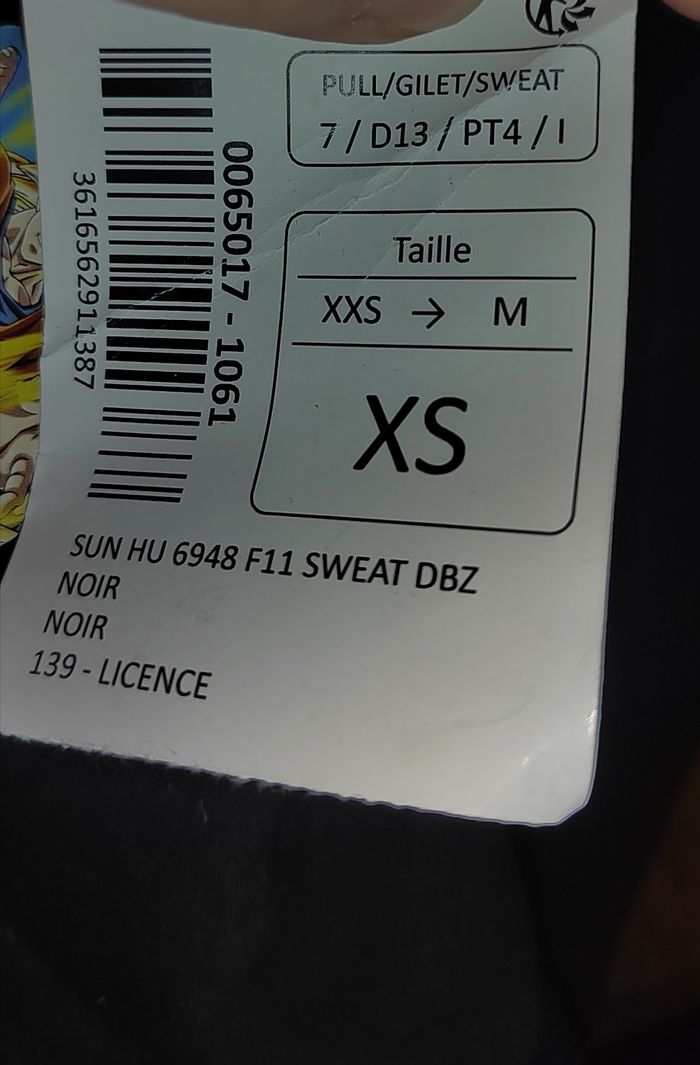 PULL/GILET/SWEAT
7 / D13 / PT4 / I
0065017 - 1061
3616562911387
Taille
XXS → M
XS
SUN HU 6948 F11 SWEAT DBZ
NOIR
NOIR
139 - LICENCE